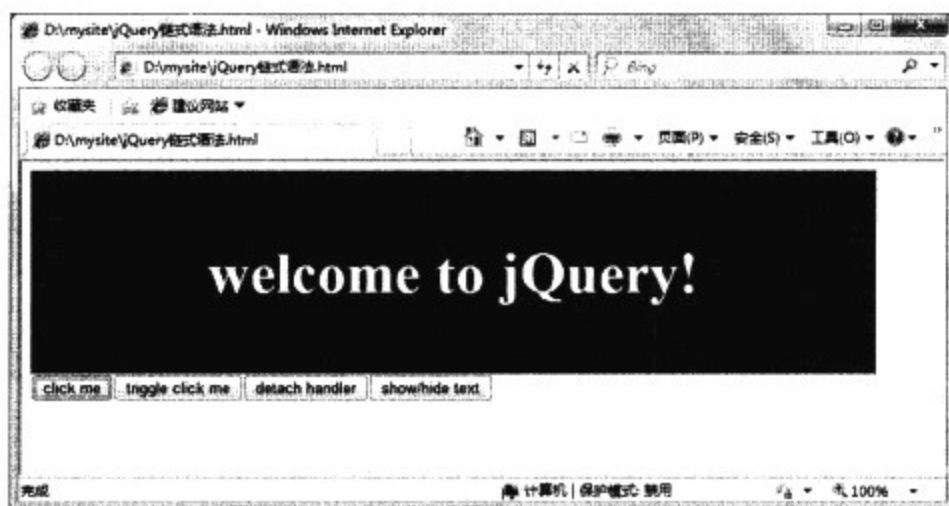 D:\mysite\jQuery链式语法.html - Windows Internet Explorer
D:\mysite\jQuery链式语法.html
Bing
收藏夹 建议网站
D:\mysite\jQuery链式语法.html 页面(P) 安全(S) 工具(O)
welcome to jQuery!
click me triggle click me detach handler show/hide text
完成 计算机 | 保护模式: 禁用 100%